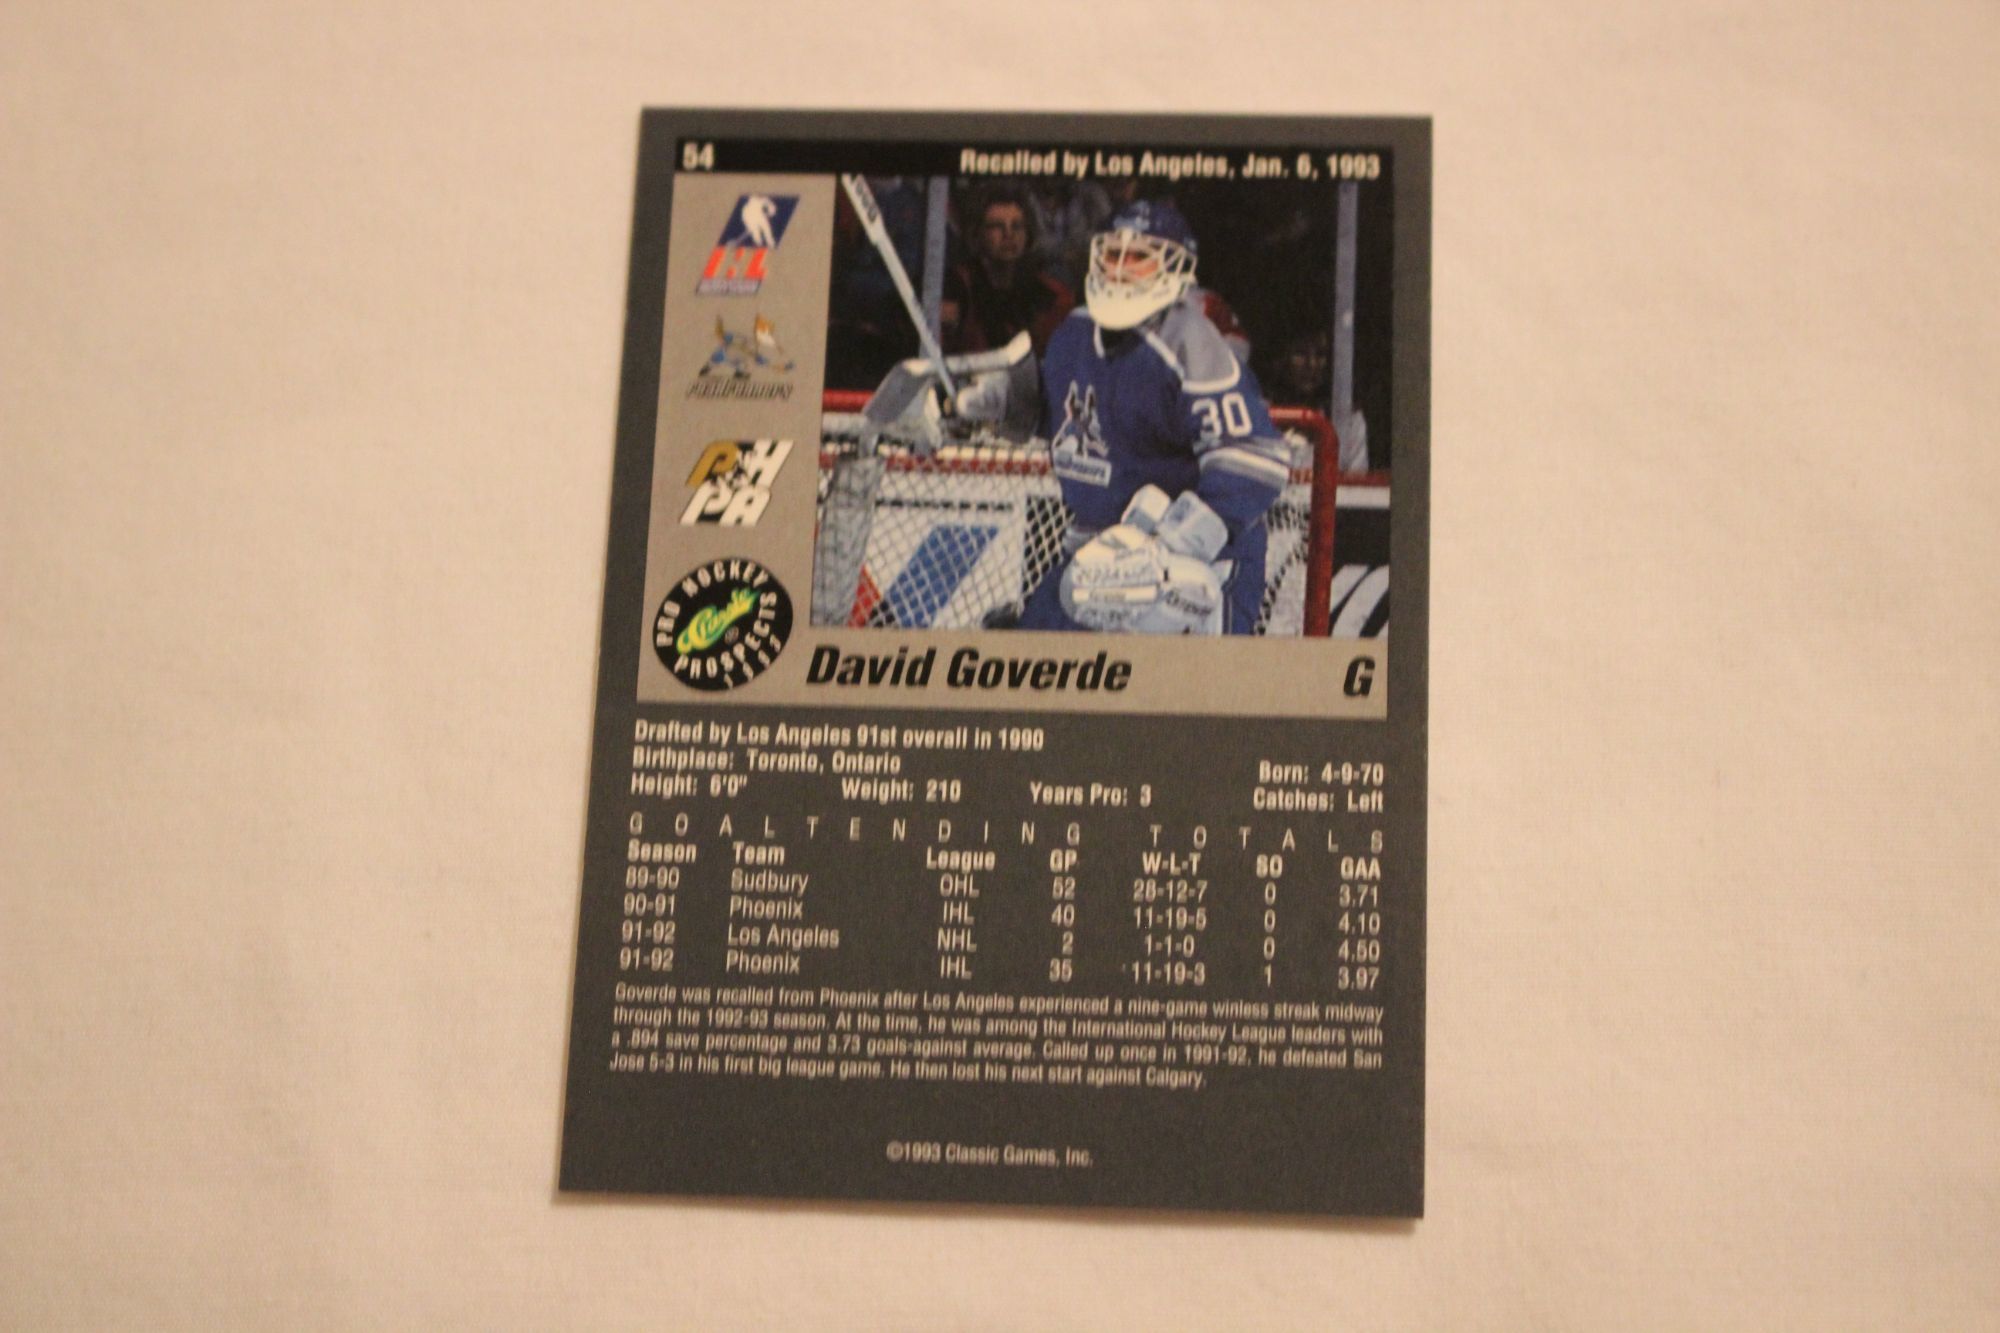 54
Recalled by Los Angeles, Jan. 6, 1993
IHL
ROADRUNNERS
PHPA
30
PRO HOCKEY PROSPECTS 1993
Classic
David Goverde G
Drafted by Los Angeles 91st overall in 1990
Birthplace: Toronto, Ontario Born: 4-9-70
Height: 6'0" Weight: 210 Years Pro: 3 Catches: Left
GOALTENDING TOTALS
Season Team League GP W-L-T SO GAA
89-90 Sudbury OHL 52 28-12-7 0 3.71
90-91 Phoenix IHL 40 11-19-5 0 4.10
91-92 Los Angeles NHL 2 1-1-0 0 4.50
91-92 Phoenix IHL 35 11-19-3 1 3.97
Goverde was recalled from Phoenix after Los Angeles experienced a nine-game winless streak midway
through the 1992-93 season. At the time, he was among the International Hockey League leaders with
a .894 save percentage and 3.73 goals-against average. Called up once in 1991-92, he defeated San
Jose 5-3 in his first big league game. He then lost his next start against Calgary.
©1993 Classic Games, Inc.